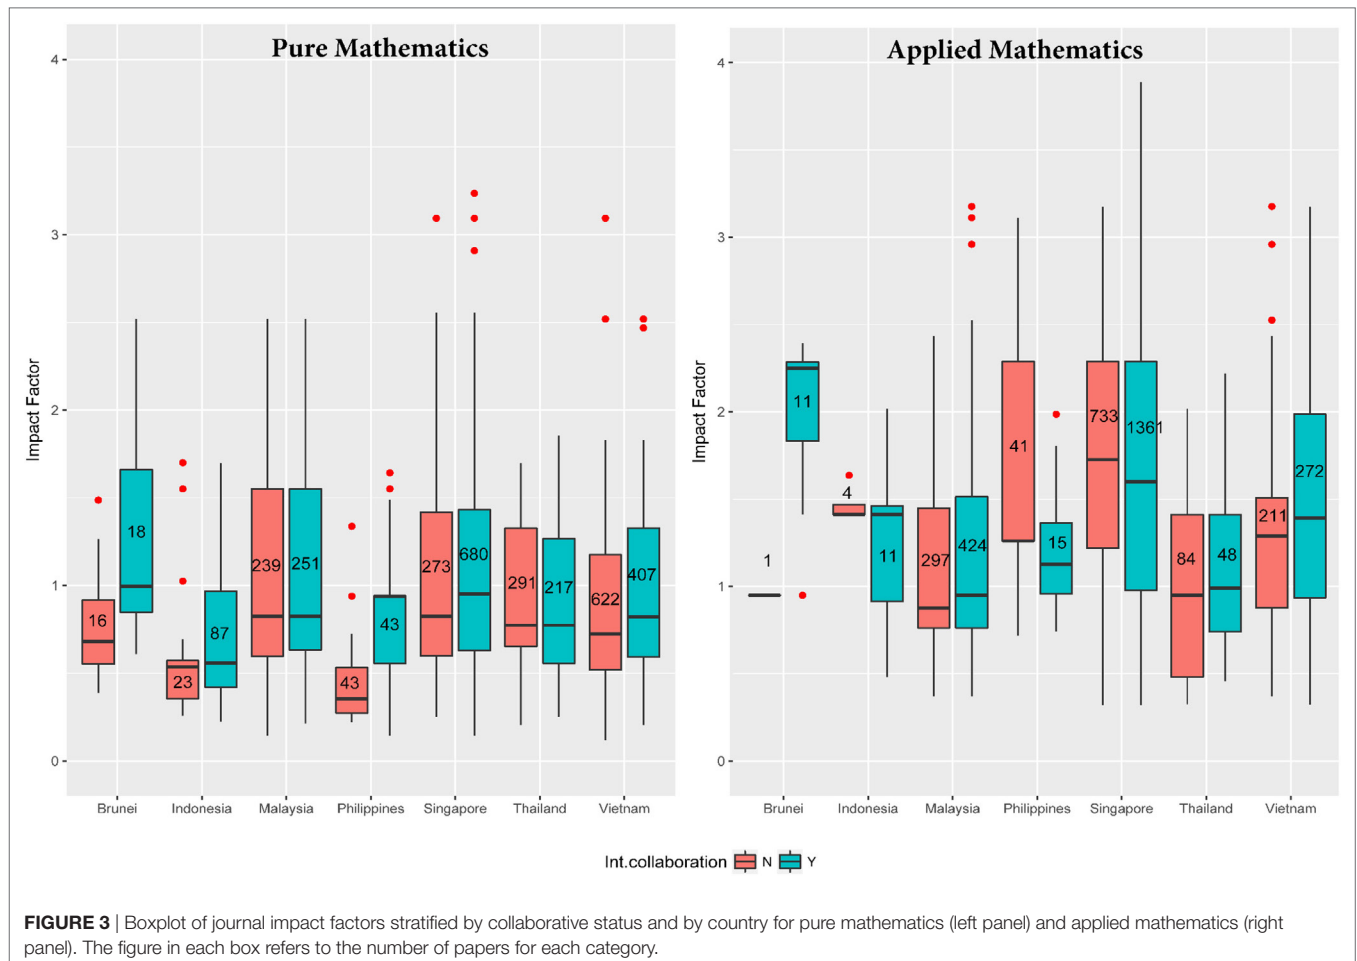 Pure Mathematics
Applied Mathematics
Impact Factor
4
3
2
1
0
16
18
23
87
239
251
43
43
273
680
291
217
622
407
Brunei
Indonesia
Malaysia
Philippines
Singapore
Thailand
Vietnam
Impact Factor
4
3
2
1
0
1
11
4
11
297
424
41
15
733
1361
84
48
211
272
Brunei
Indonesia
Malaysia
Philippines
Singapore
Thailand
Vietnam
Int.collaboration N Y
FIGURE 3 | Boxplot of journal impact factors stratified by collaborative status and by country for pure mathematics (left panel) and applied mathematics (right
panel). The figure in each box refers to the number of papers for each category.